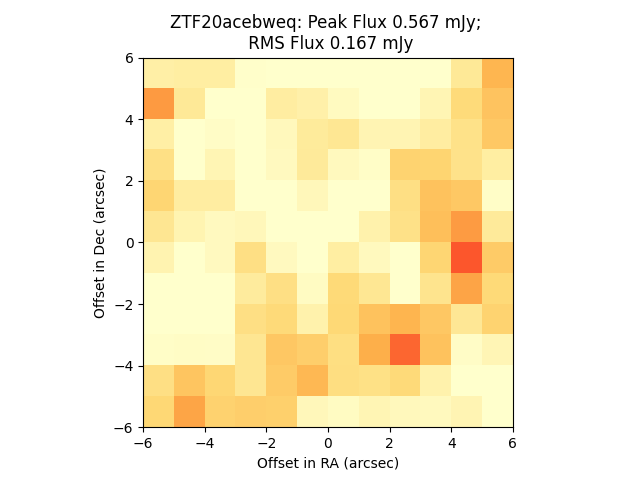 ZTF20acebweq: Peak Flux 0.567 mJy;
RMS Flux 0.167 mJy
6
4
2
0
−2
−4
−6
Offset in Dec (arcsec)
−6 −4 −2 0 2 4 6
Offset in RA (arcsec)